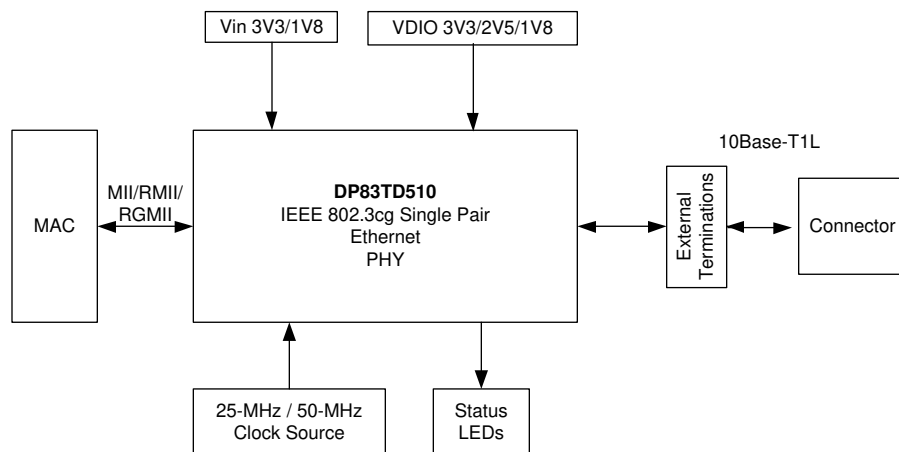 Vin 3V3/1V8
VDIO 3V3/2V5/1V8
MAC
MII/RMII/
RGMII
DP83TD510
IEEE 802.3cg Single Pair
Ethernet
PHY
10Base-T1L
External
Terminations
Connector
25-MHz / 50-MHz
Clock Source
Status
LEDs